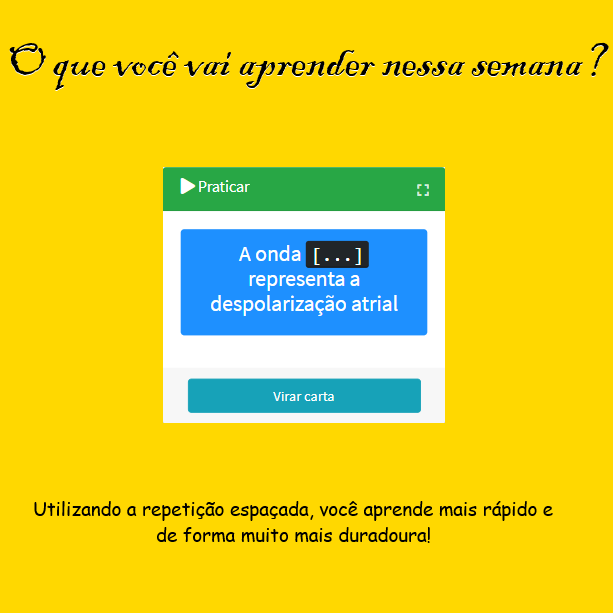 O que você vai aprender nessa semana?
Praticar
A onda [...]
representa a
despolarização atrial
Virar carta
Utilizando a repetição espaçada, você aprende mais rápido e
de forma muito mais duradoura!